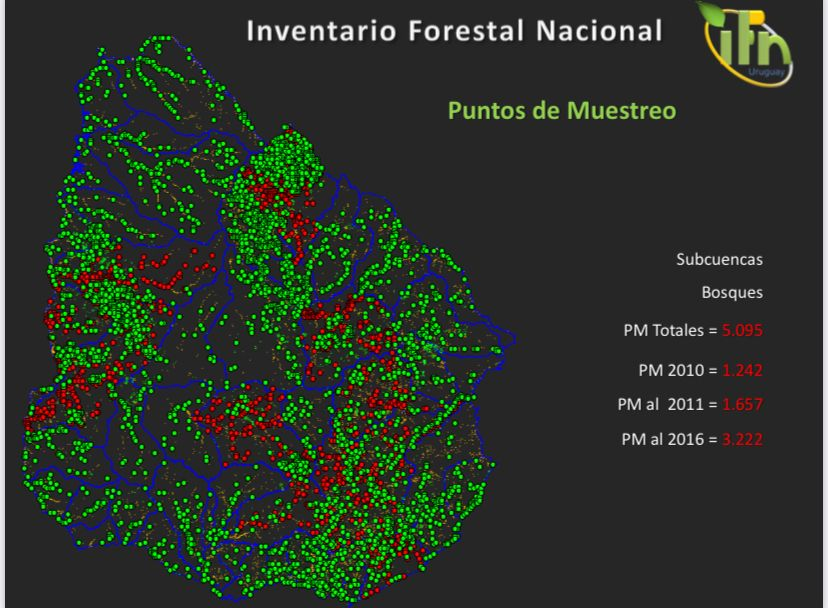 Inventario Forestal Nacional
ifn
Uruguay
Puntos de Muestreo
Subcuencas
Bosques
PM Totales = 5.095
PM 2010 = 1.242
PM al 2011 = 1.657
PM al 2016 = 3.222